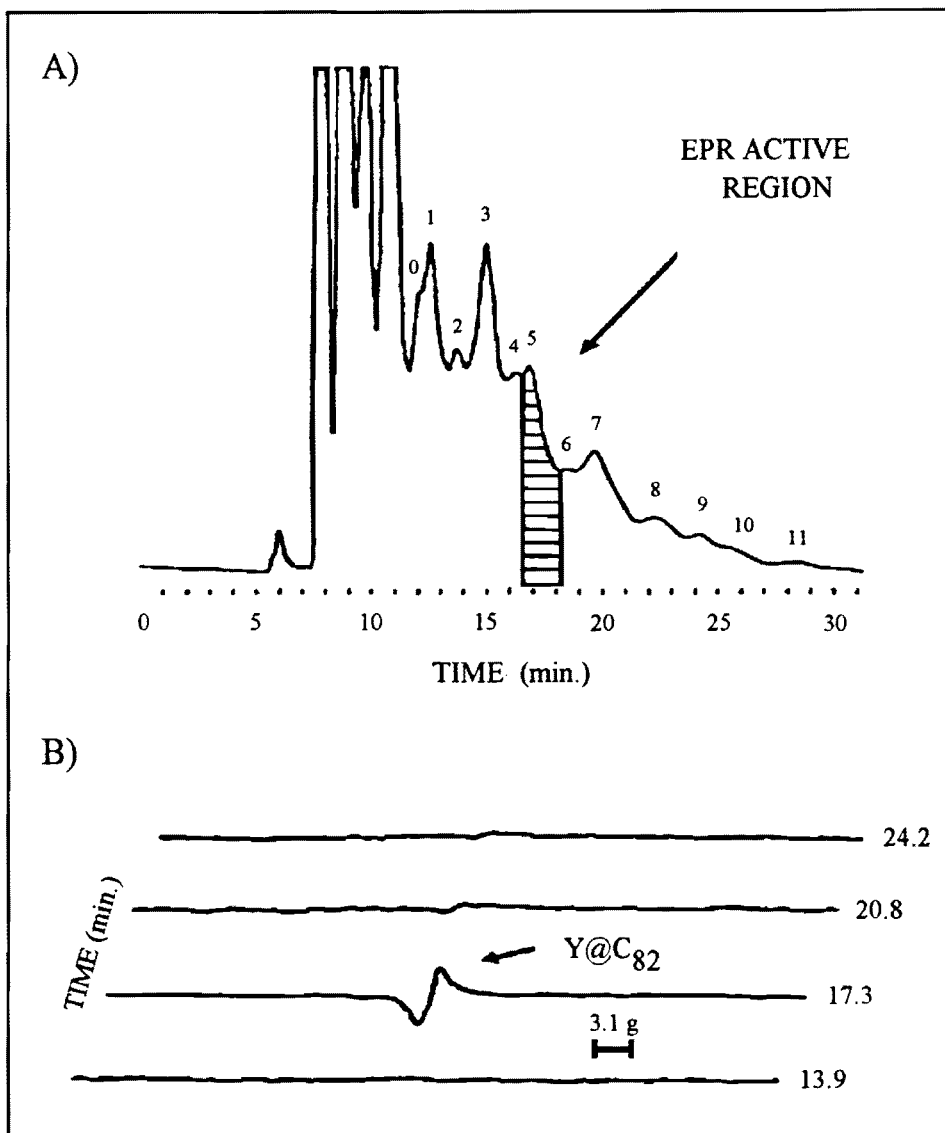 A)
EPR ACTIVE
REGION
0 1 2 3 4 5 6 7 8 9 10 11
0 5 10 15 20 25 30
TIME (min.)
B)
24.2
20.8
Y@C82
17.3
3.1 g
13.9
TIME (min.)